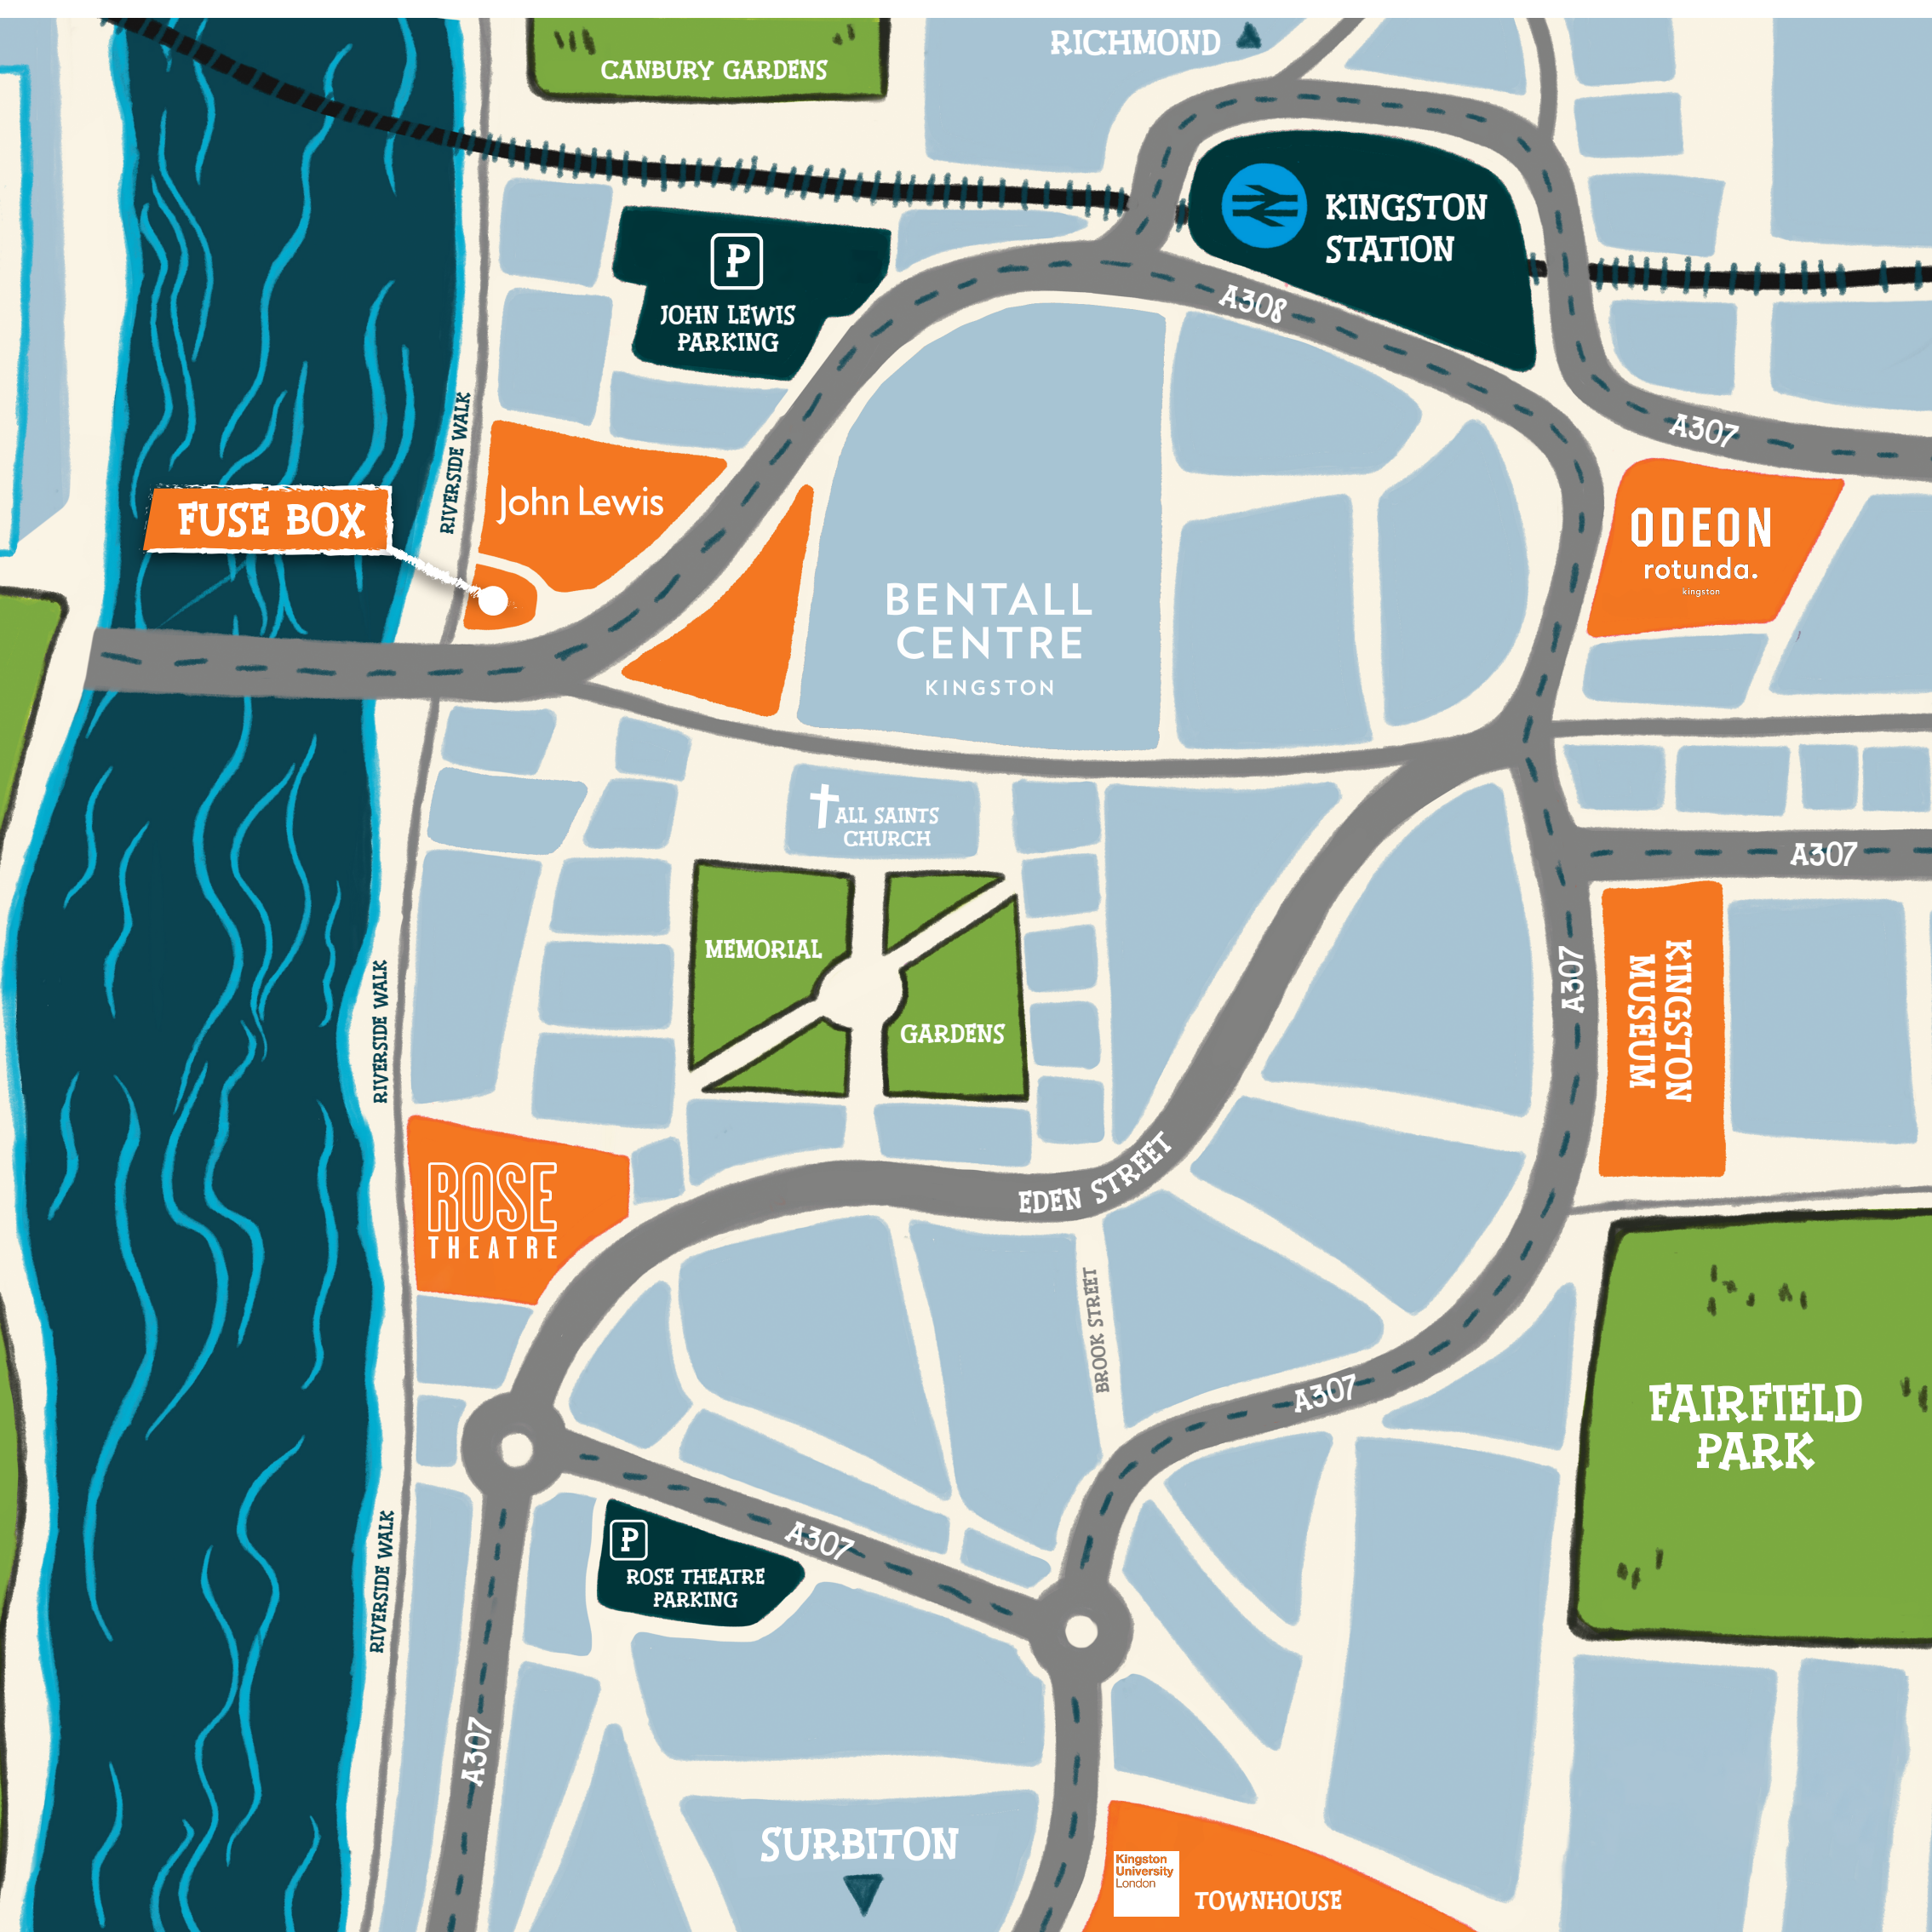 RICHMOND
CANBURY GARDENS
KINGSTON
STATION
P
JOHN LEWIS
PARKING
A308
A307
RIVERSIDE WALK
John Lewis
FUSE BOX
ODEON
rotunda.
kingston
BENTALL
CENTRE
KINGSTON
ALL SAINTS
CHURCH
A307
MEMORIAL
GARDENS
A307
KINGSTON
MUSEUM
RIVERSIDE WALK
ROSE
THEATRE
EDEN STREET
BROOK STREET
A307
FAIRFIELD
PARK
P
ROSE THEATRE
PARKING
A307
RIVERSIDE WALK
A307
SURBITON
Kingston
University
London
TOWNHOUSE